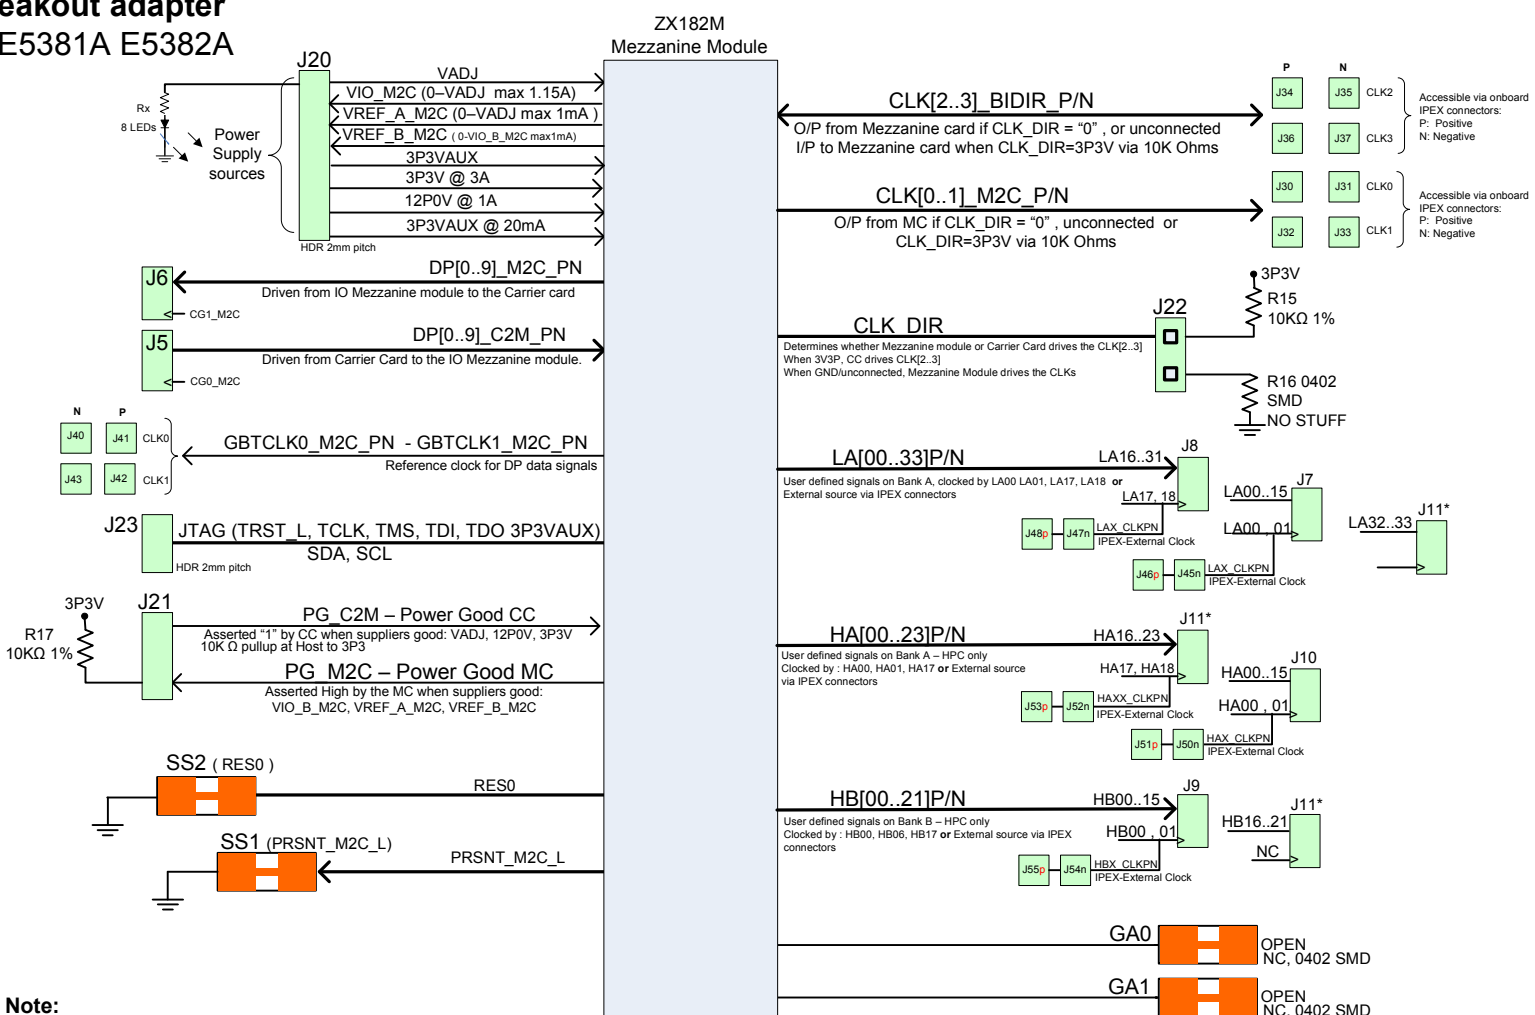 eakout adapter
E5381A E5382A
ZX182M
Mezzanine Module
J20
VADJ
VIO_M2C (0–VADJ max 1.15A)
VREF_A_M2C (0–VADJ max 1mA )
VREF_B_M2C ( 0-VIO_B_M2C max1mA)
3P3VAUX
3P3V @ 3A
12P0V @ 1A
3P3VAUX @ 20mA
HDR 2mm pitch
Rx
8 LEDs
Power
Supply
sources
J6
DP[0..9]_M2C_PN
Driven from IO Mezzanine module to the Carrier card
CG1_M2C
J5
DP[0..9]_C2M_PN
Driven from Carrier Card to the IO Mezzanine module.
CG0_M2C
N P
J40 J41 CLK0
J43 J42 CLK1
GBTCLK0_M2C_PN - GBTCLK1_M2C_PN
Reference clock for DP data signals
J23
JTAG (TRST_L, TCLK, TMS, TDI, TDO 3P3VAUX)
SDA, SCL
HDR 2mm pitch
3P3V
J21
R17
10KΩ 1%
PG_C2M – Power Good CC
Asserted “1” by CC when suppliers good: VADJ, 12P0V, 3P3V
10K Ω pullup at Host to 3P3
PG_M2C – Power Good MC
Asserted High by the MC when suppliers good:
VIO_B_M2C, VREF_A_M2C, VREF_B_M2C
SS2 ( RES0 )
RES0
SS1 (PRSNT_M2C_L)
PRSNT_M2C_L
Note:
P N
CLK[2..3]_BIDIR_P/N
O/P from Mezzanine card if CLK_DIR = “0” , or unconnected
I/P to Mezzanine card when CLK_DIR=3P3V via 10K Ohms
J34 J35 CLK2
J36 J37 CLK3
Accessible via onboard
IPEX connectors:
P: Positive
N: Negative
CLK[0..1]_M2C_P/N
O/P from MC if CLK_DIR = “0” , unconnected or
CLK_DIR=3P3V via 10K Ohms
J30 J31 CLK0
J32 J33 CLK1
Accessible via onboard
IPEX connectors:
P: Positive
N: Negative
3P3V
R15
10KΩ 1%
J22
CLK_DIR
Determines whether Mezzanine module or Carrier Card drives the CLK[2..3]
When 3V3P, CC drives CLK[2..3]
When GND/unconnected, Mezzanine Module drives the CLKs
R16 0402
SMD
NO STUFF
LA[00..33]P/N
User defined signals on Bank A, clocked by LA00 LA01, LA17, LA18 or
External source via IPEX connectors
LA16..31
J8
LA17, 18
J48p J47n LAX_CLKPN
IPEX-External Clock
J7
LA00..15
LA00 , 01
J46p J45n LAX_CLKPN
IPEX-External Clock
J11*
LA32..33
HA[00..23]P/N
User defined signals on Bank A – HPC only
Clocked by : HA00, HA01, HA17 or External source
via IPEX connectors
HA16..23
J11*
HA17, HA18
J53p J52n HAXX_CLKPN
IPEX-External Clock
J10
HA00..15
HA00 , 01
J51p J50n HAX_CLKPN
IPEX-External Clock
HB[00..21]P/N
User defined signals on Bank B – HPC only
Clocked by : HB00, HB06, HB17 or External source via IPEX
connectors
HB00..15
J9
HB00 , 01
J55p J54n HBX_CLKPN
IPEX-External Clock
J11*
HB16..21
NC
GA0
OPEN
NC, 0402 SMD
GA1
OPEN
NC, 0402 SMD